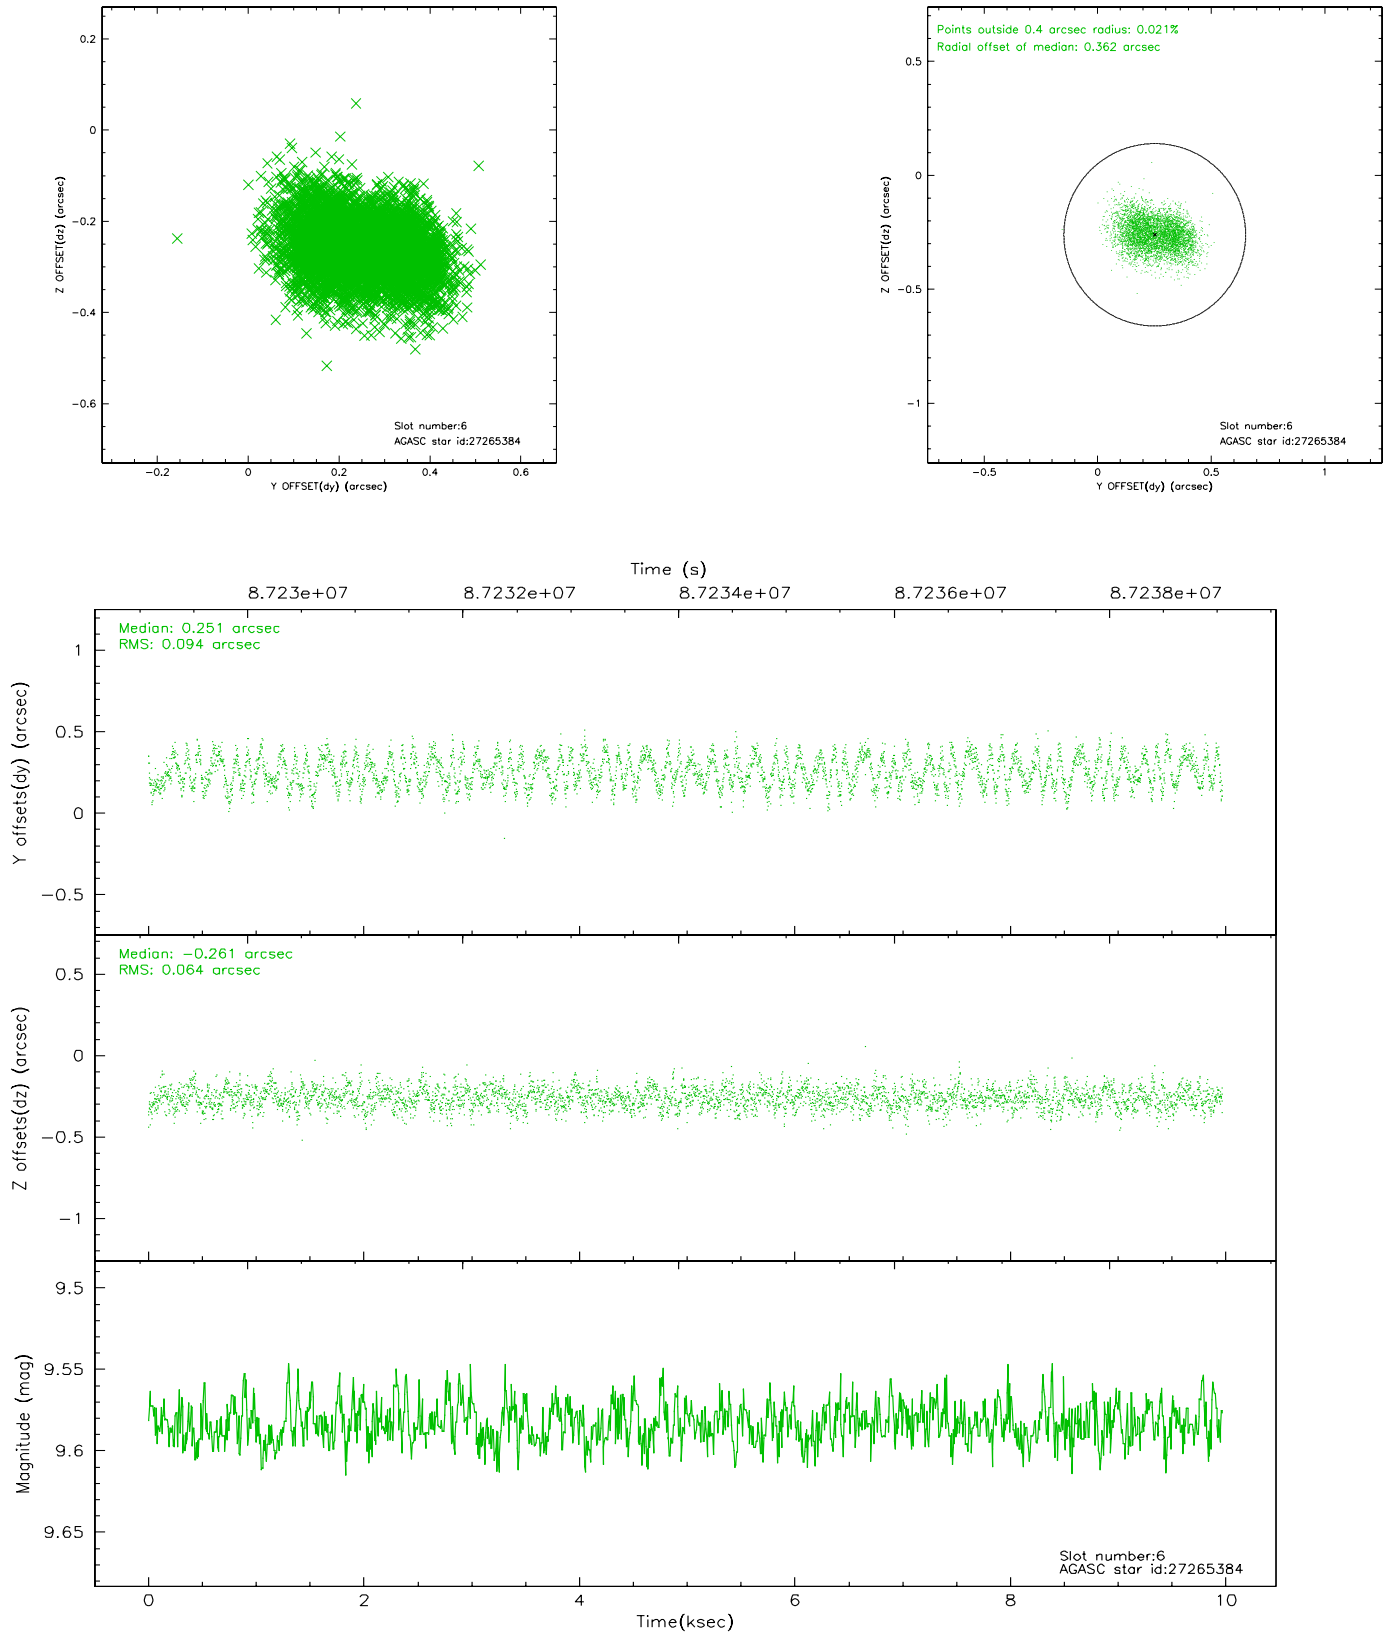 0.2
0
−0.2
−0.4
−0.6
Z OFFSET(dz) (arcsec)
Slot number:6
AGASC star id:27265384
−0.2
0
0.2
0.4
0.6
Y OFFSET(dy) (arcsec)
Points outside 0.4 arcsec radius: 0.021%
Radial offset of median: 0.362 arcsec
0.5
0
−0.5
−1
Z OFFSET(dz) (arcsec)
Slot number:6
AGASC star id:27265384
−0.5
0
0.5
1
Y OFFSET(dy) (arcsec)
Time (s)
8.723e+07
8.7232e+07
8.7234e+07
8.7236e+07
8.7238e+07
Median: 0.251 arcsec
RMS: 0.094 arcsec
1
0.5
0
−0.5
Y offsets(dy) (arcsec)
Median: −0.261 arcsec
RMS: 0.064 arcsec
0.5
0
−0.5
−1
Z offsets(dz) (arcsec)
9.5
9.55
9.6
9.65
Magnitude (mag)
Slot number:6
AGASC star id:27265384
0
2
4
6
8
10
Time(ksec)